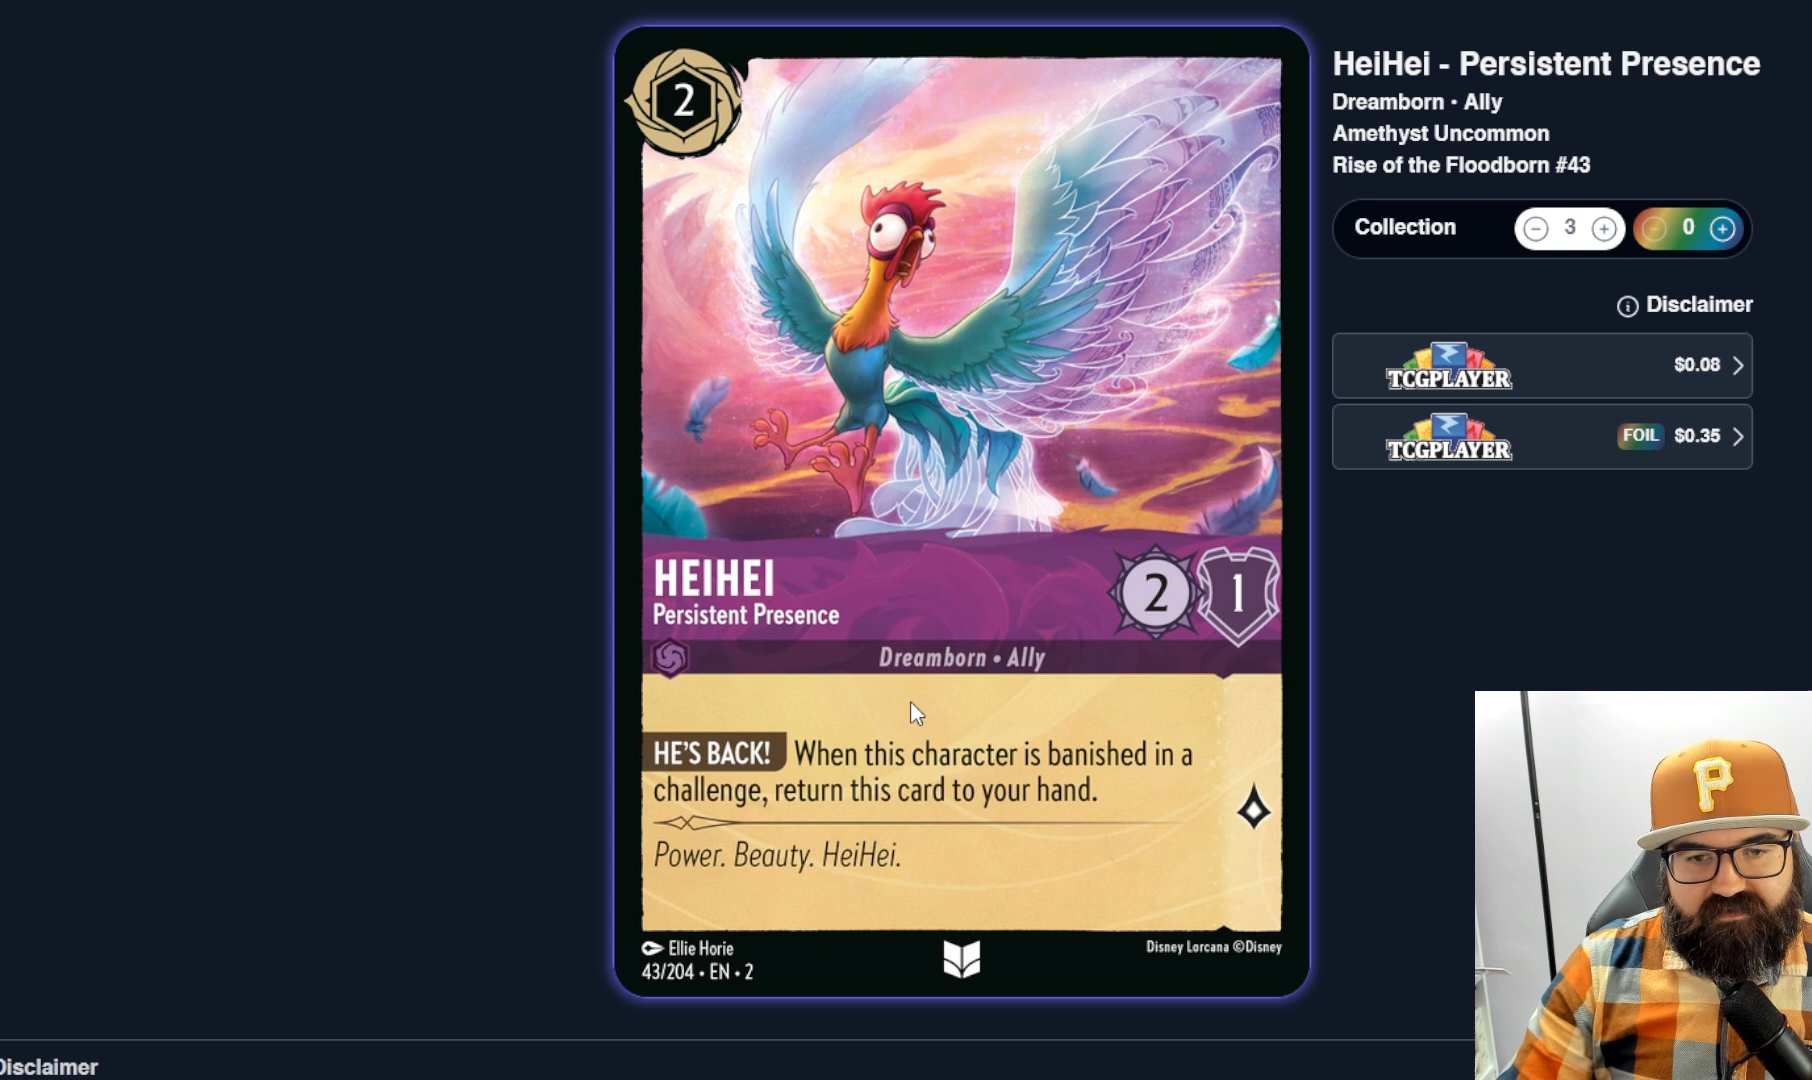 2
HEIHEI
Persistent Presence
2
1
Dreamborn • Ally
HE'S BACK! When this character is banished in a
challenge, return this card to your hand.
Power. Beauty. HeiHei.
Ellie Horie
43/204 • EN • 2
Disney Lorcana ©Disney
HeiHei - Persistent Presence
Dreamborn • Ally
Amethyst Uncommon
Rise of the Floodborn #43
Collection
3
0
Disclaimer
TCGPLAYER
$0.08
TCGPLAYER
FOIL $0.35
P
Disclaimer